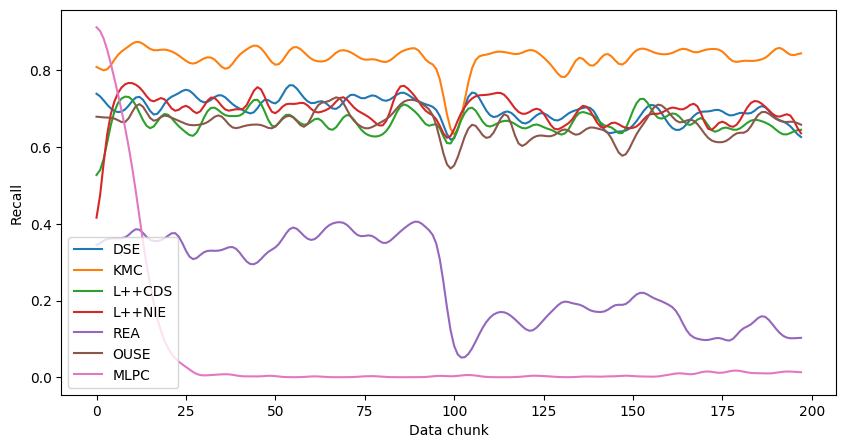 Recall
0.8
0.6
0.4
0.2
0.0
DSE
KMC
L++CDS
L++NIE
REA
OUSE
MLPC
0 25 50 75 100 125 150 175 200
Data chunk